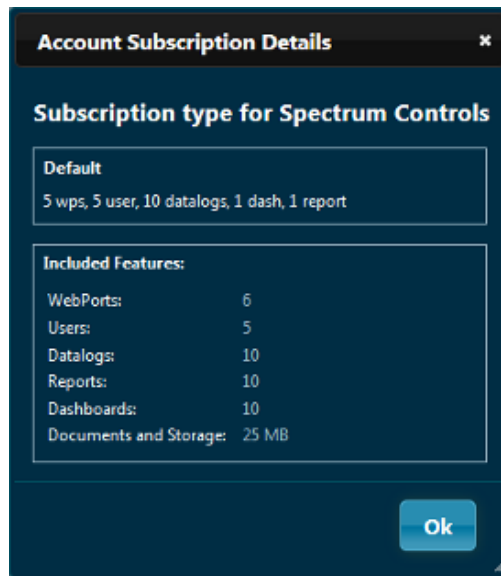 Account Subscription Details ×
Subscription type for Spectrum Controls
Default
5 wps, 5 user, 10 datalogs, 1 dash, 1 report
Included Features:
WebPorts: 6
Users: 5
Datalogs: 10
Reports: 10
Dashboards: 10
Documents and Storage: 25 MB
Ok